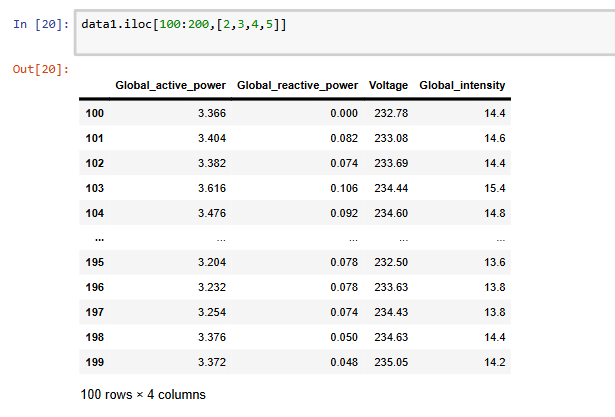 In [20]: data1.iloc[100:200,[2,3,4,5]]
Out[20]:
Global_active_power Global_reactive_power Voltage Global_intensity
100 3.366 0.000 232.78 14.4
101 3.404 0.082 233.08 14.6
102 3.382 0.074 233.69 14.4
103 3.616 0.106 234.44 15.4
104 3.476 0.092 234.60 14.8
... ... ... ... ...
195 3.204 0.078 232.50 13.6
196 3.232 0.078 233.63 13.8
197 3.254 0.074 234.43 13.8
198 3.376 0.050 234.63 14.4
199 3.372 0.048 235.05 14.2
100 rows × 4 columns